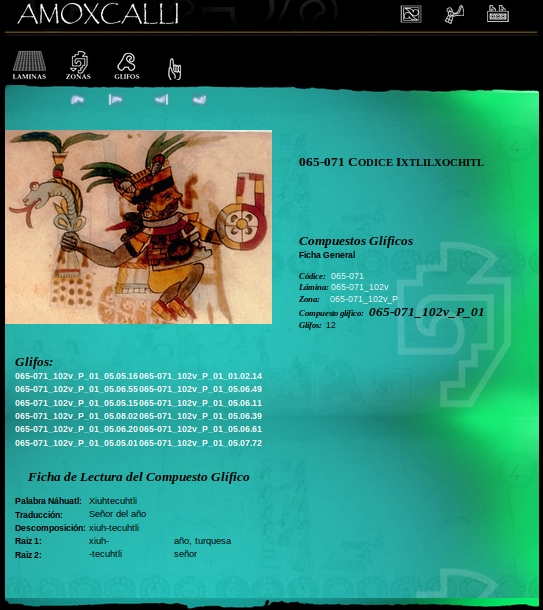 AMOXCALLI
LAMINAS ZONAS GLIFOS
065-071 CODICE IXTLILXOCHITL
Compuestos Glíficos
Ficha General
Códice: 065-071
Lámina: 065-071_102v
Zona: 065-071_102v_P
Compuesto glífico: 065-071_102v_P_01
Glifos: 12
Glifos:
065-071_102v_P_01_05.05.16 065-071_102v_P_01_01.02.14
065-071_102v_P_01_05.06.55 065-071_102v_P_01_05.06.49
065-071_102v_P_01_05.05.15 065-071_102v_P_01_05.06.11
065-071_102v_P_01_05.08.02 065-071_102v_P_01_05.06.39
065-071_102v_P_01_05.06.20 065-071_102v_P_01_05.06.61
065-071_102v_P_01_05.05.01 065-071_102v_P_01_05.07.72
Ficha de Lectura del Compuesto Glífico
Palabra Náhuatl: Xiuhtecuhtli
Traducción: Señor del año
Descomposición: xiuh-tecuhtli
Raiz 1: xiuh- año, turquesa
Raiz 2: -tecuhtli señor